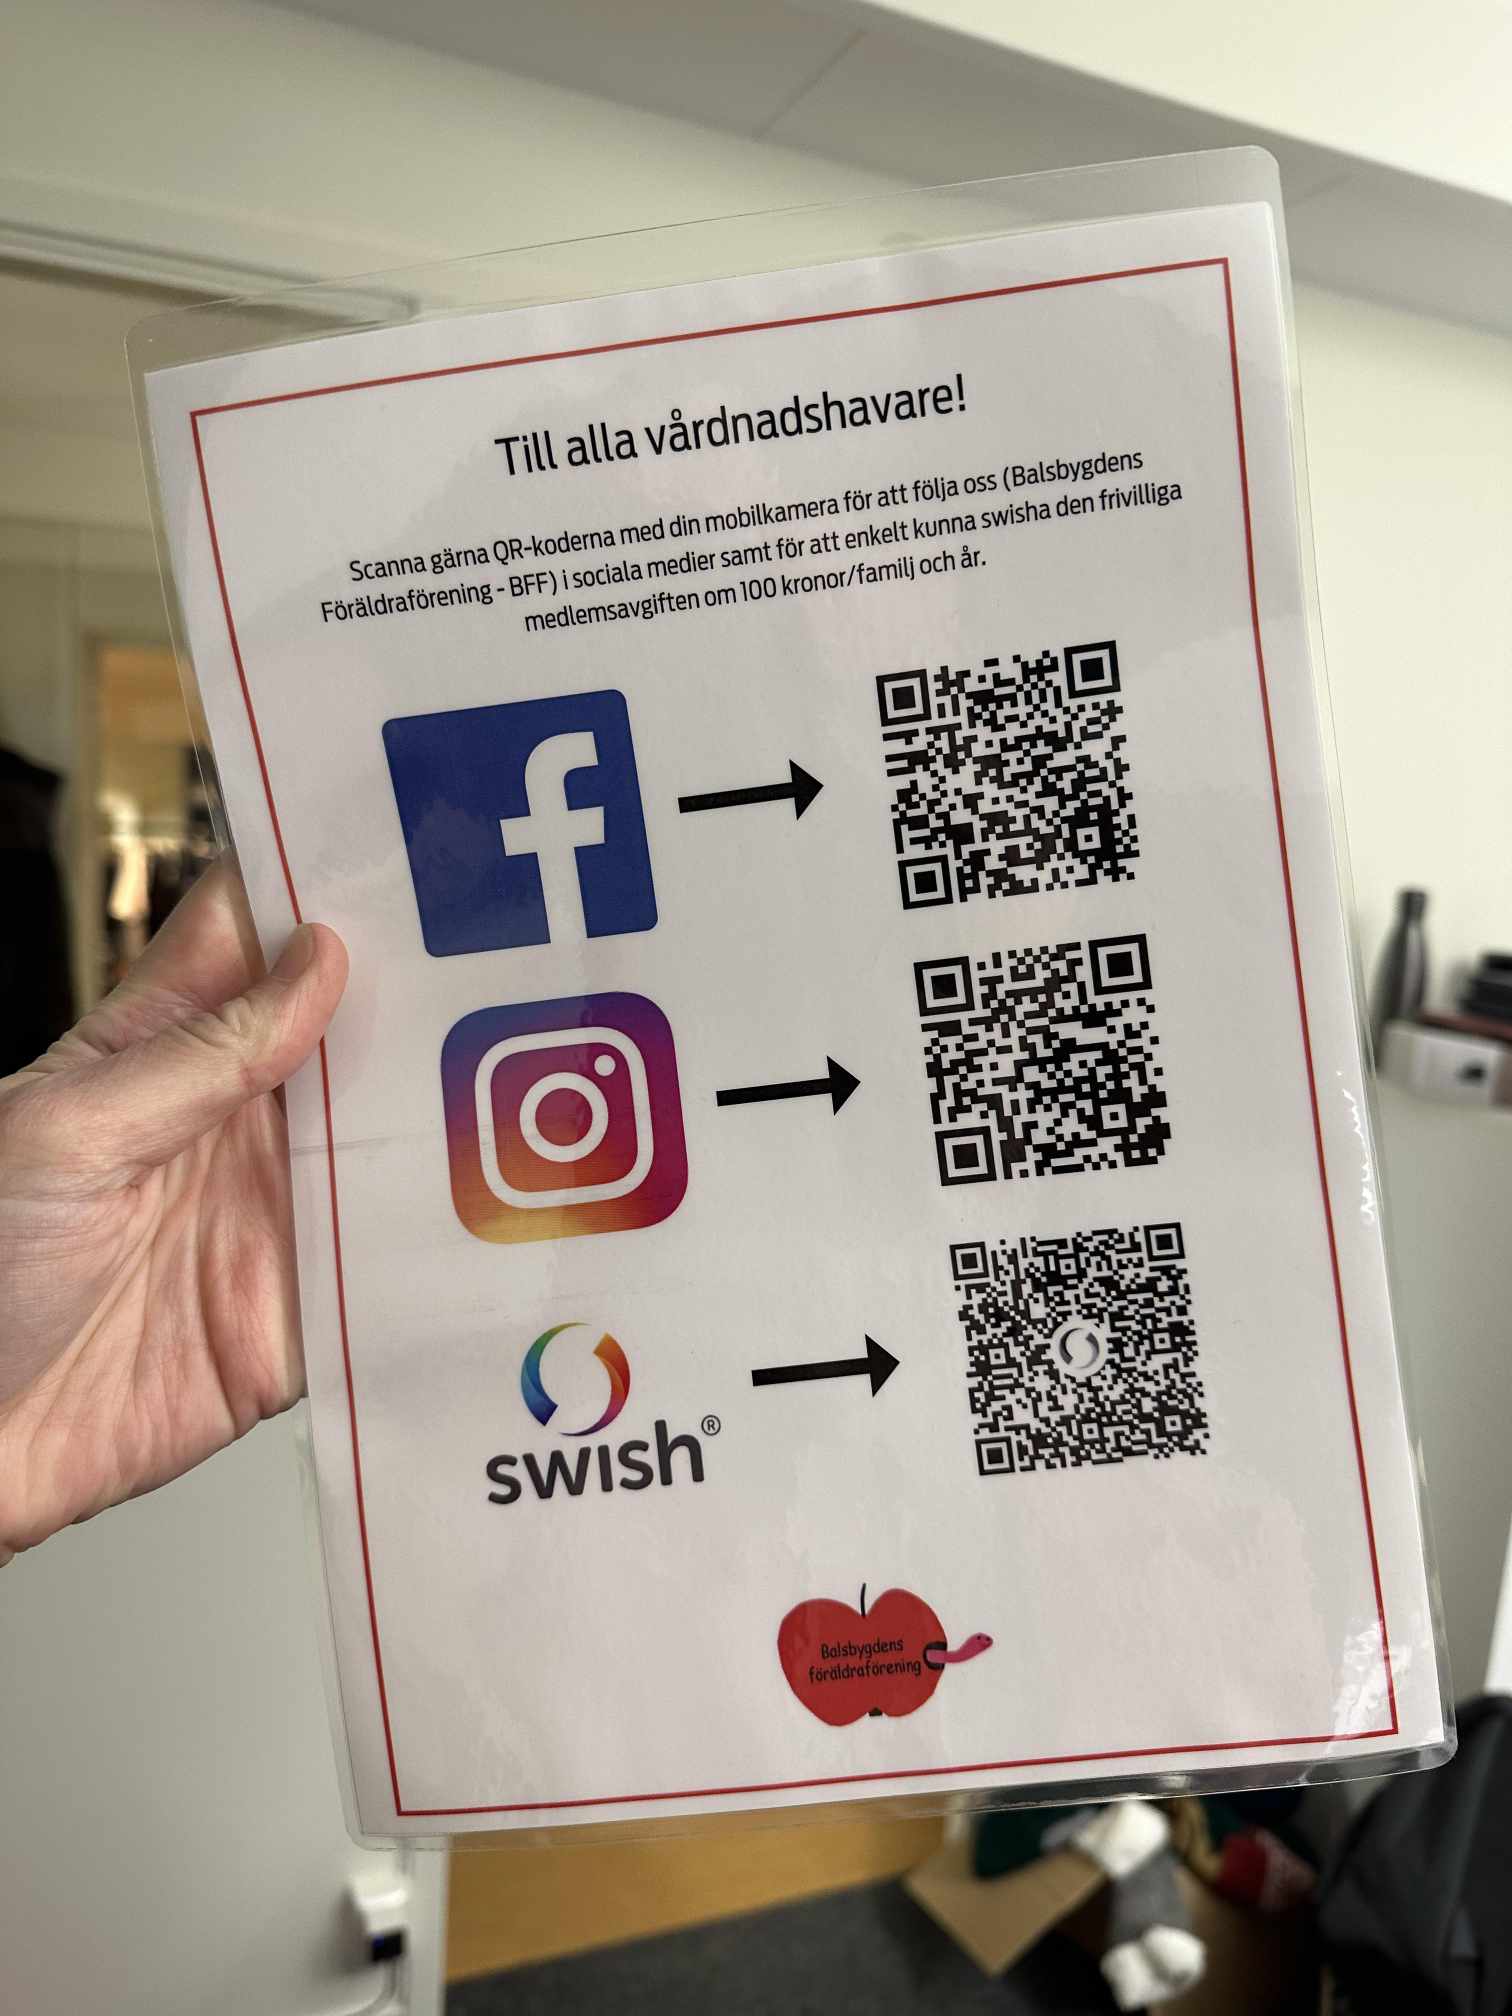 Till alla vårdnadshavare!
Scanna gärna QR-koderna med din mobilkamera för att följa oss (Balsbygdens
Föräldraförening - BFF) i sociala medier samt för att enkelt kunna swisha den frivilliga
medlemsavgiften om 100 kronor/familj och år.
swish®
Balsbygdens
föräldraförening